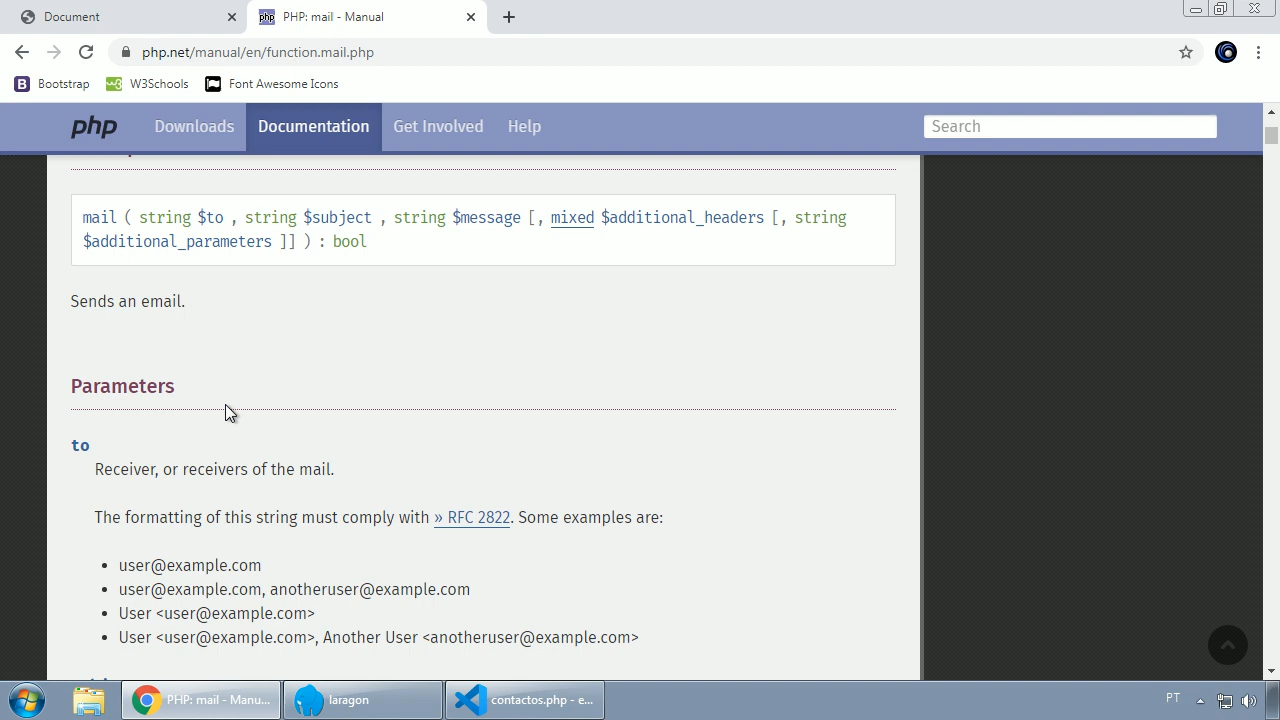 Document
PHP: mail - Manual
php.net/manual/en/function.mail.php
Bootstrap
W3Schools
Font Awesome Icons
php
Downloads
Documentation
Get Involved
Help
Search
mail ( string $to , string $subject , string $message [, mixed $additional_headers [, string
$additional_parameters ]] ) : bool
Sends an email.
Parameters
to
Receiver, or receivers of the mail.
The formatting of this string must comply with » RFC 2822. Some examples are:
• user@example.com
• user@example.com, anotheruser@example.com
• User <user@example.com>
• User <user@example.com>, Another User <anotheruser@example.com>
PHP: mail - Manu...
laragon
contactos.php - e...
PT